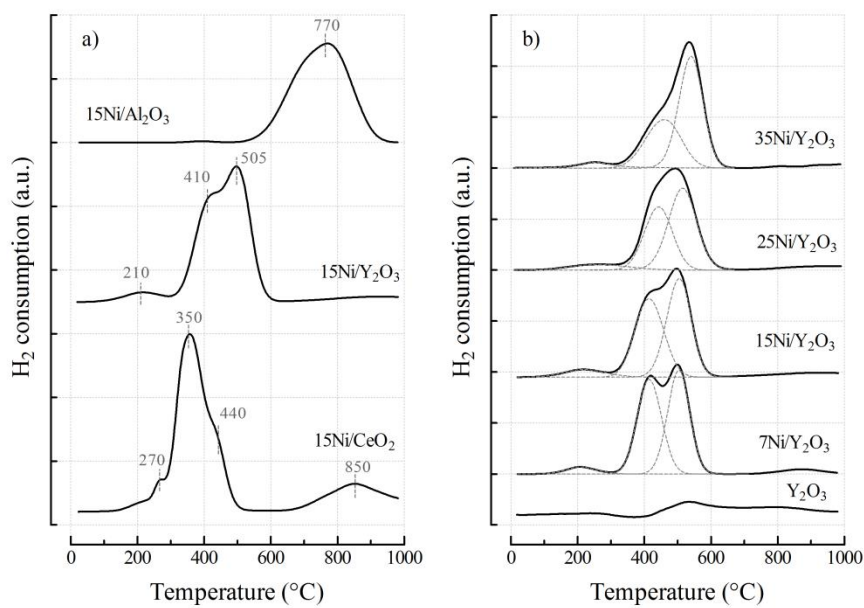 a)
770
15Ni/Al₂O₃
505
410
210
15Ni/Y₂O₃
350
440
15Ni/CeO₂
270
850
H₂ consumption (a.u.)
0 200 400 600 800 1000
Temperature (°C)
b)
35Ni/Y₂O₃
25Ni/Y₂O₃
15Ni/Y₂O₃
7Ni/Y₂O₃
Y₂O₃
H₂ consumption (a.u.)
0 200 400 600 800 1000
Temperature (°C)